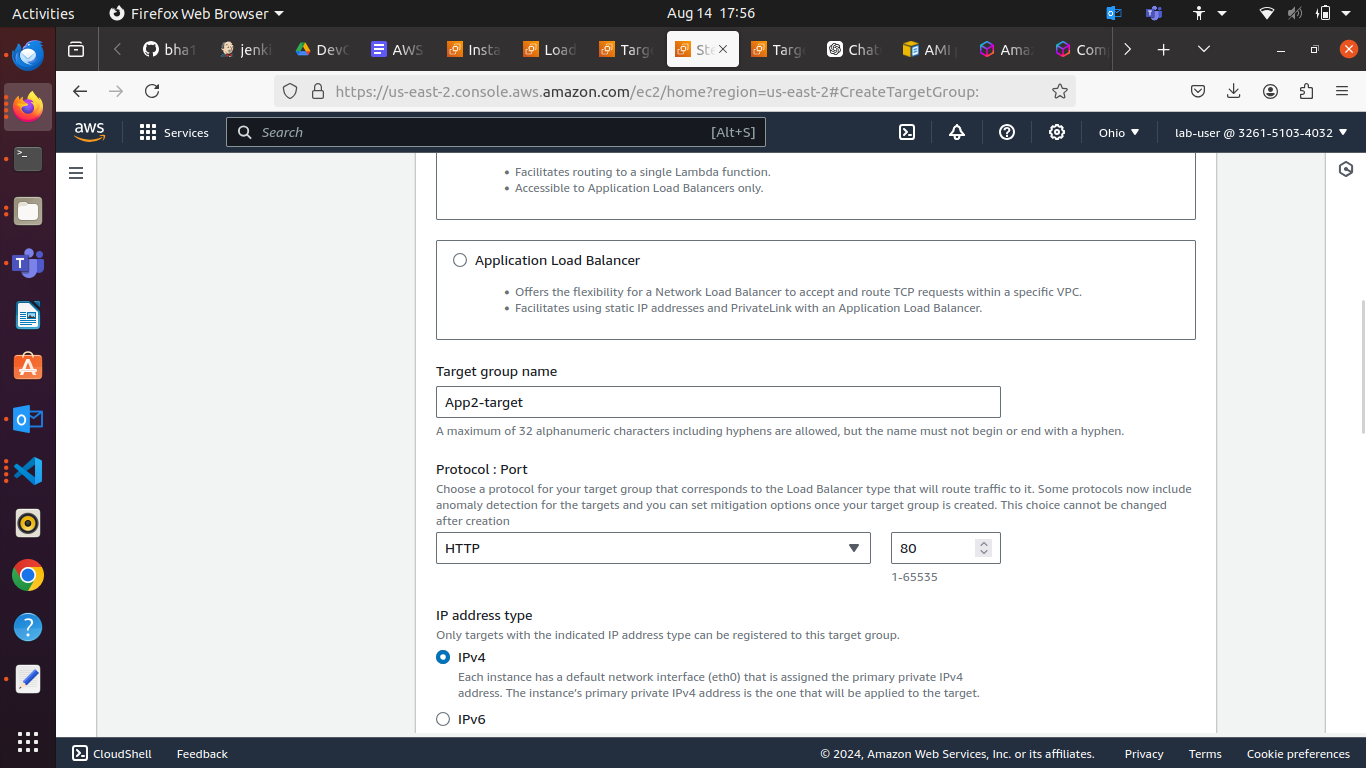 Activities
Firefox Web Browser
Aug 14 17:56
bha1
jenki
Dev
AWS
Insta
Load
Targ
Ste
Targe
Chat
AMI
Ama
Com
https://us-east-2.console.aws.amazon.com/ec2/home?region=us-east-2#CreateTargetGroup:
aws
Services
Search
[Alt+S]
Ohio
lab-user @ 3261-5103-4032
• Facilitates routing to a single Lambda function.
• Accessible to Application Load Balancers only.
Application Load Balancer
• Offers the flexibility for a Network Load Balancer to accept and route TCP requests within a specific VPC.
• Facilitates using static IP addresses and PrivateLink with an Application Load Balancer.
Target group name
App2-target
A maximum of 32 alphanumeric characters including hyphens are allowed, but the name must not begin or end with a hyphen.
Protocol : Port
Choose a protocol for your target group that corresponds to the Load Balancer type that will route traffic to it. Some protocols now include
anomaly detection for the targets and you can set mitigation options once your target group is created. This choice cannot be changed
after creation
HTTP
80
1-65535
IP address type
Only targets with the indicated IP address type can be registered to this target group.
IPv4
Each instance has a default network interface (eth0) that is assigned the primary private IPv4
address. The instance's primary private IPv4 address is the one that will be applied to the target.
IPv6
CloudShell
Feedback
© 2024, Amazon Web Services, Inc. or its affiliates.
Privacy
Terms
Cookie preferences